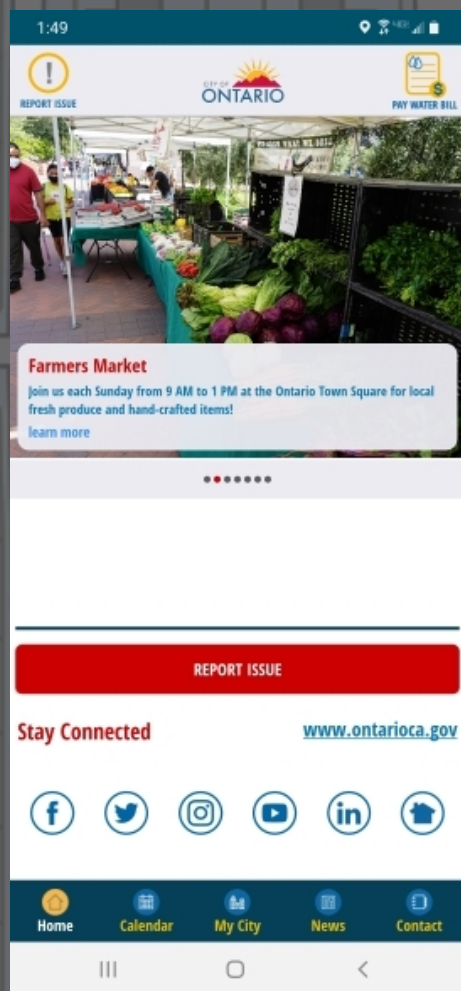 1:49
REPORT ISSUE
CITY OF
ONTARIO
PAY WATER BILL
Farmers Market
Join us each Sunday from 9 AM to 1 PM at the Ontario Town Square for local
fresh produce and hand-crafted items!
learn more
REPORT ISSUE
Stay Connected
www.ontarioca.gov
Home
Calendar
My City
News
Contact